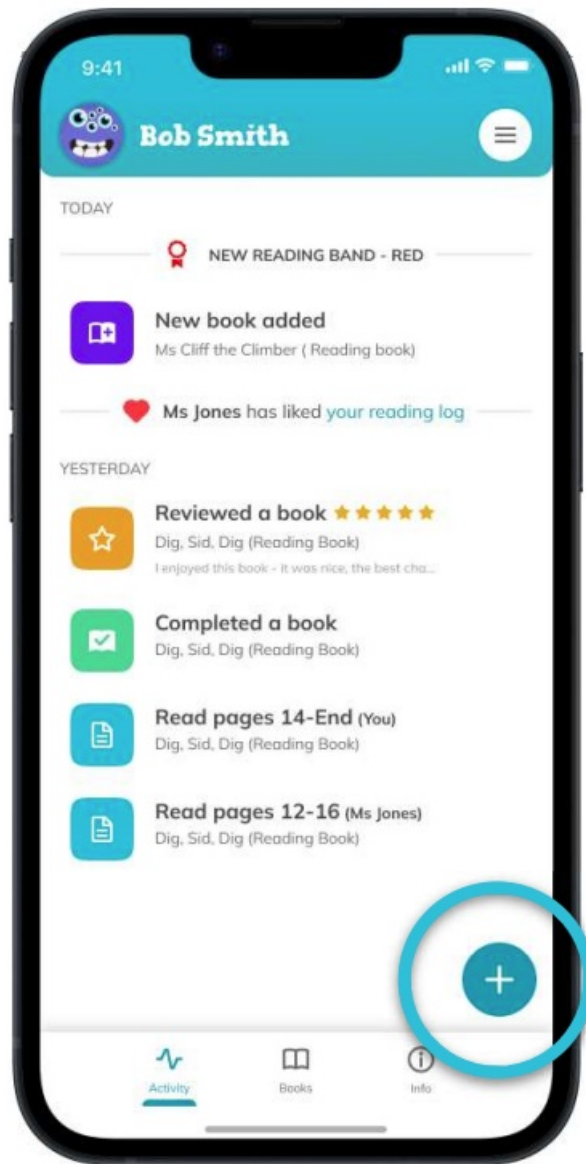 9:41
Bob Smith
TODAY
NEW READING BAND - RED
New book added
Ms Cliff the Climber ( Reading book)
Ms Jones has liked your reading log
YESTERDAY
Reviewed a book
Dig, Sid, Dig (Reading Book)
I enjoyed this book - it was nice, the best cha...
Completed a book
Dig, Sid, Dig (Reading Book)
Read pages 14-End (You)
Dig, Sid, Dig (Reading Book)
Read pages 12-16 (Ms Jones)
Dig, Sid, Dig (Reading Book)
Activity Books Info